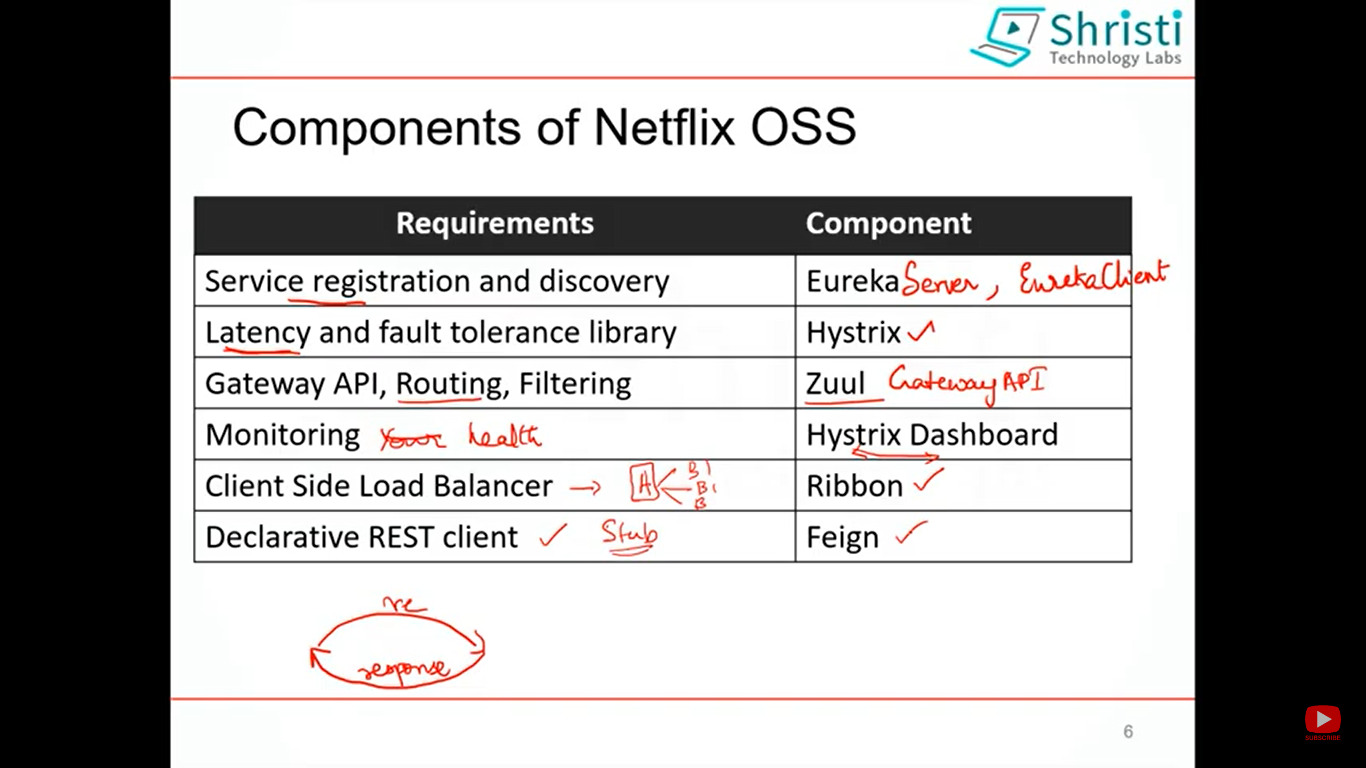 Shristi
Technology Labs
Components of Netflix OSS
Requirements Component
Service registration and discovery Eureka Server, Eureka Client
Latency and fault tolerance library Hystrix
Gateway API, Routing, Filtering Zuul Gateway API
Monitoring health Hystrix Dashboard
Client Side Load Balancer A B1 B1 B Ribbon
Declarative REST client Stub Feign
re
response
6
SUBSCRIBE